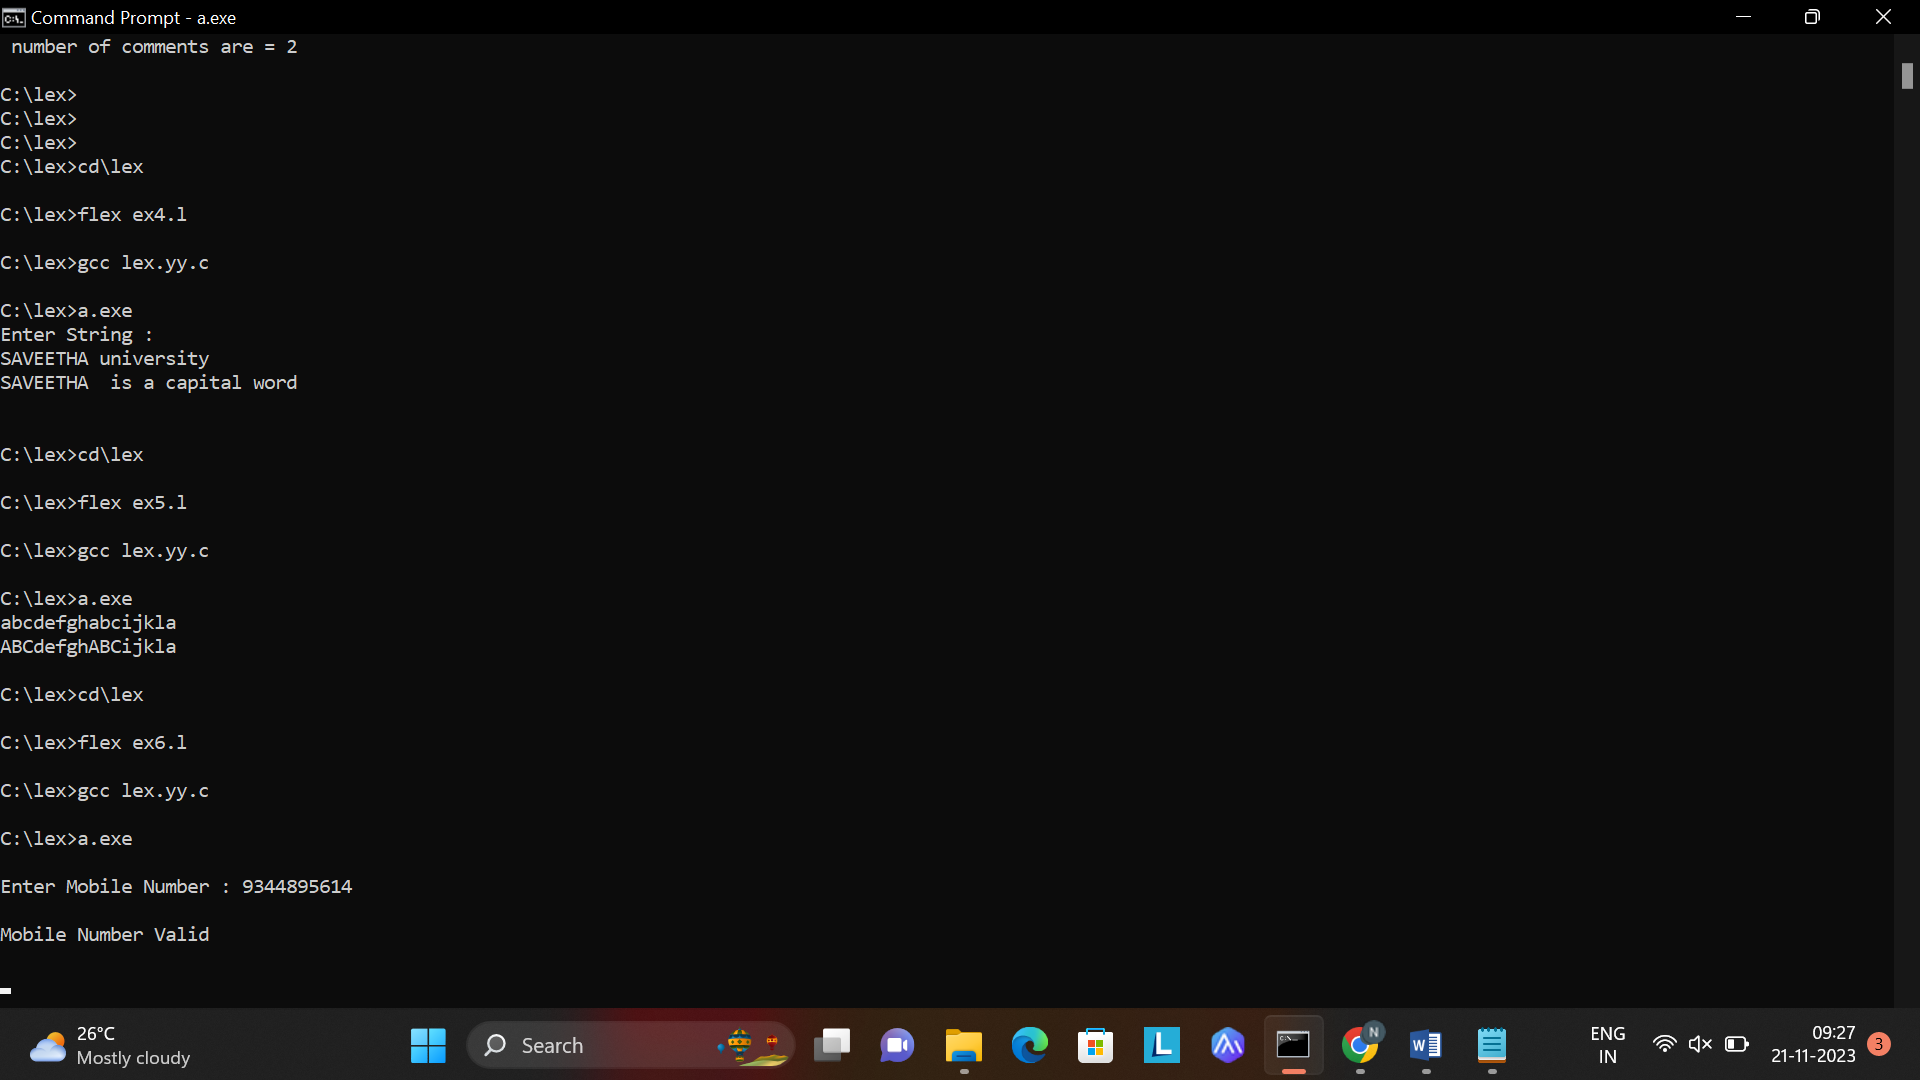 Command Prompt - a.exe
number of comments are = 2
C:\lex>
C:\lex>
C:\lex>
C:\lex>cd\lex
C:\lex>flex ex4.l
C:\lex>gcc lex.yy.c
C:\lex>a.exe
Enter String :
SAVEETHA university
SAVEETHA  is a capital word
C:\lex>cd\lex
C:\lex>flex ex5.l
C:\lex>gcc lex.yy.c
C:\lex>a.exe
abcdefghabcijkla
ABCdefghABCijkla
C:\lex>cd\lex
C:\lex>flex ex6.l
C:\lex>gcc lex.yy.c
C:\lex>a.exe
Enter Mobile Number : 9344895614
Mobile Number Valid
26°C
Mostly cloudy
Search
L
N
W
ENG
IN
09:27
21-11-2023
3